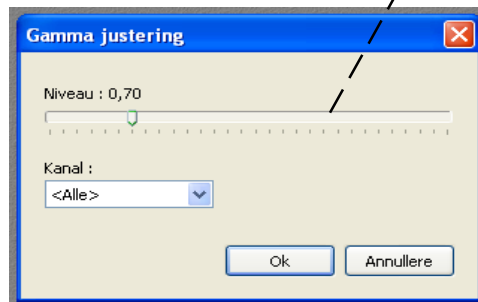 Gamma justering
Niveau : 0,70
Kanal :
<Alle>
Ok
Annullere